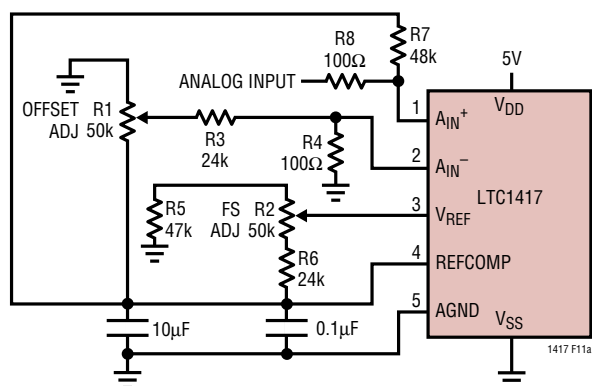 R8
100Ω
R7
48k
5V
ANALOG INPUT
OFFSET
ADJ
R1
50k
R3
24k
R4
100Ω
1
AIN+
VDD
2
AIN–
LTC1417
R5
47k
FS
ADJ
R2
50k
3
VREF
R6
24k
4
REFCOMP
5
AGND
VSS
10µF
0.1µF
1417 F11a